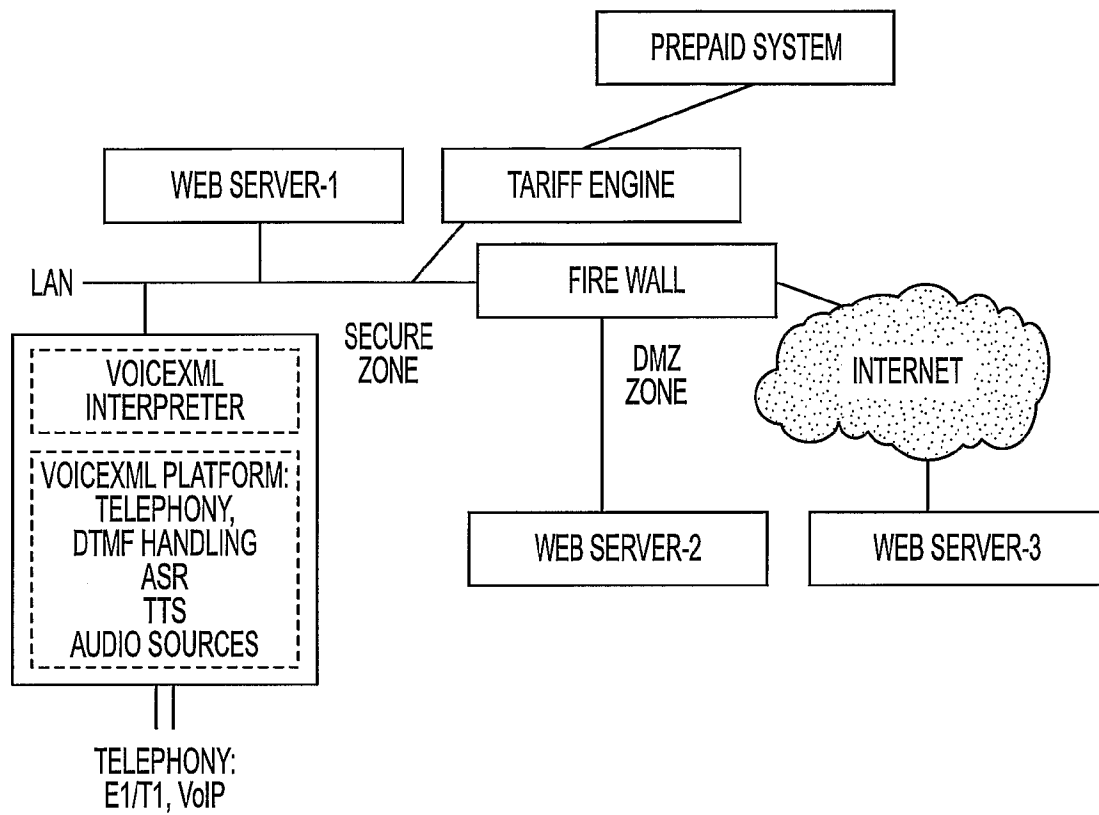 PREPAID SYSTEM
WEB SERVER-1
TARIFF ENGINE
LAN
FIRE WALL
SECURE
ZONE
DMZ
ZONE
INTERNET
VOICEXML
INTERPRETER
VOICEXML PLATFORM:
TELEPHONY,
DTMF HANDLING
ASR
TTS
AUDIO SOURCES
WEB SERVER-2
WEB SERVER-3
TELEPHONY:
E1/T1, VoIP